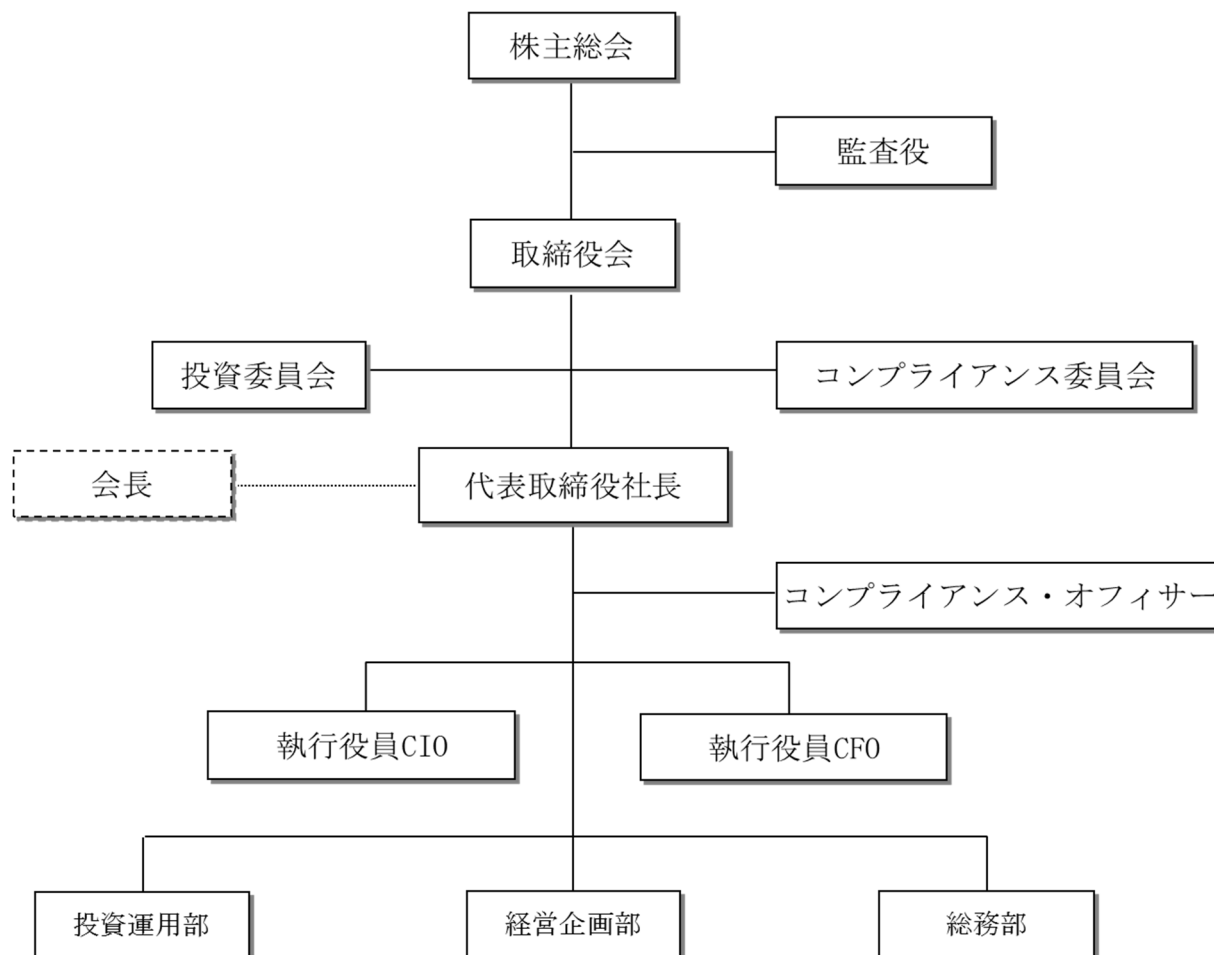 株主総会
監査役
取締役会
投資委員会
コンプライアンス委員会
会長
代表取締役社長
コンプライアンス・オフィサー
執行役員CIO
執行役員CFO
投資運用部
経営企画部
総務部